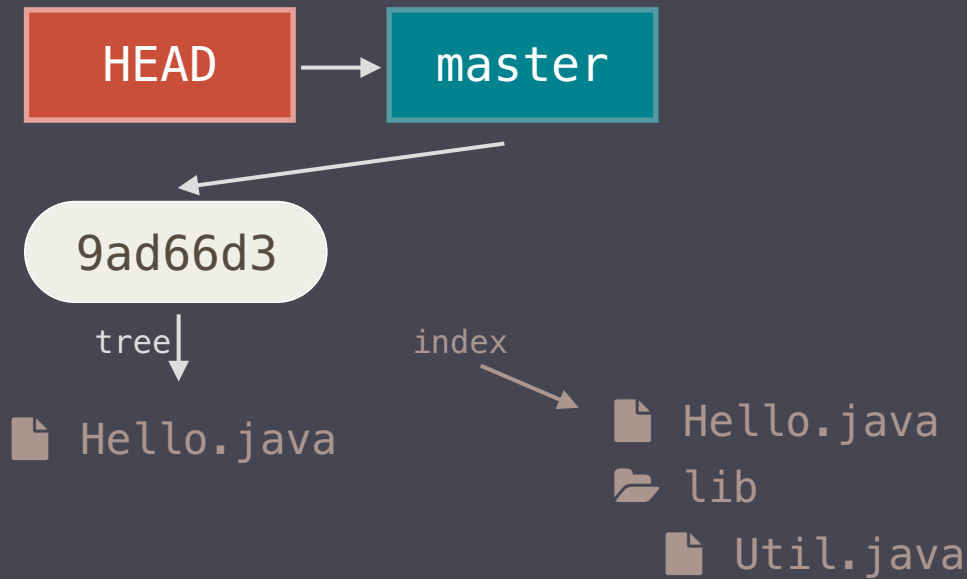 HEAD master
9ad66d3
tree index
Hello.java Hello.java
lib
Util.java